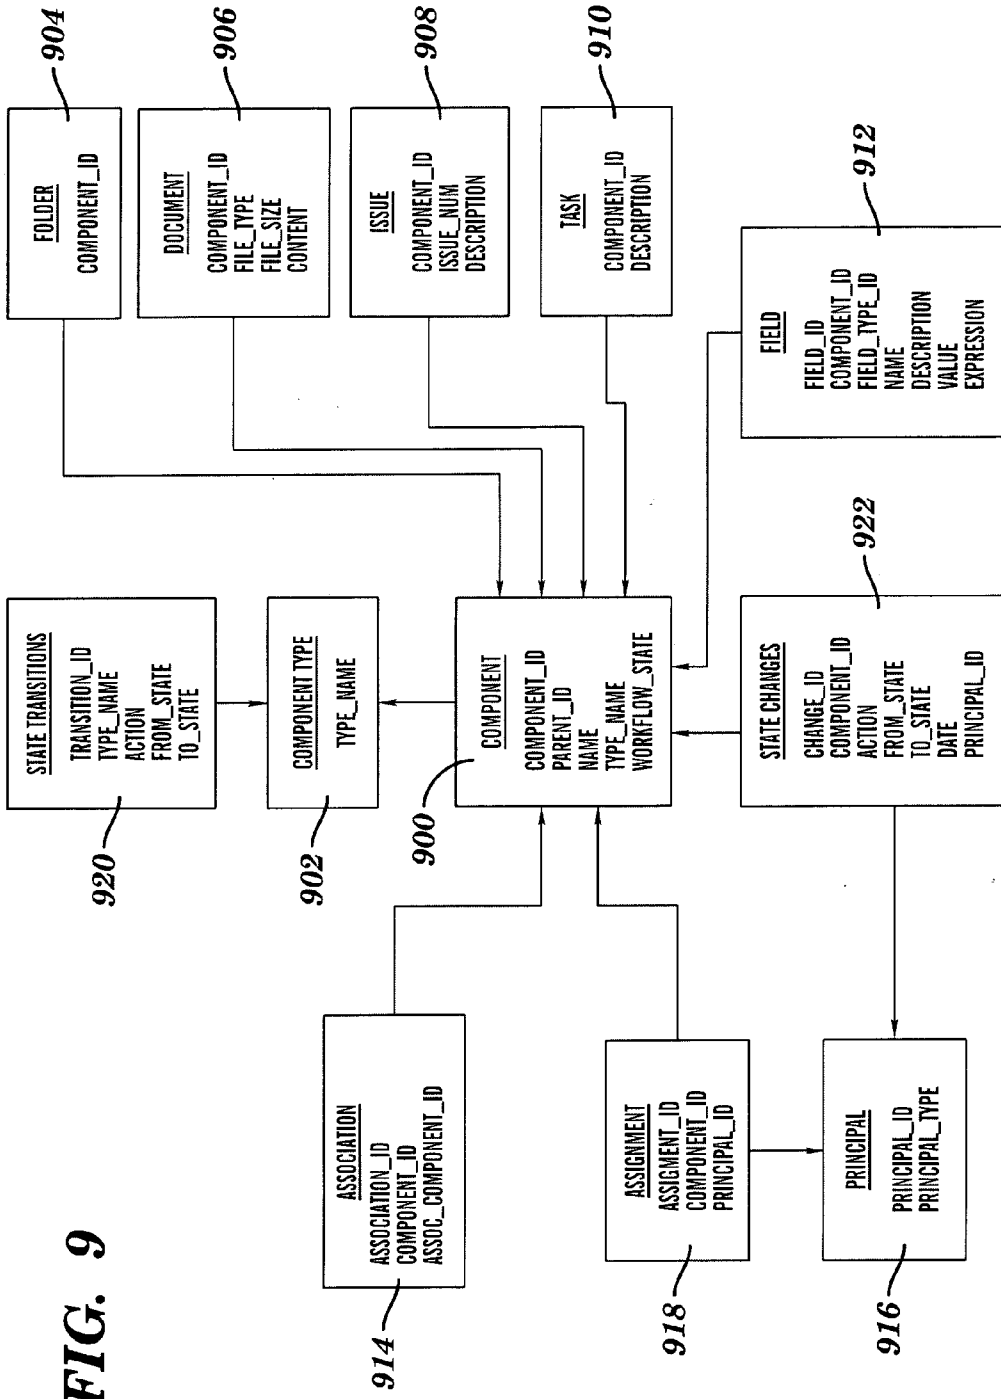 FIG. 9
914
ASSOCIATION
ASSOCIATION_ID
COMPONENT_ID
ASSOC_COMPONENT_ID
918
ASSIGNMENT
ASSIGMENT_ID
COMPONENT_ID
PRINCIPAL_ID
916
PRINCIPAL
PRINCIPAL_ID
PRINCIPAL_TYPE
920
STATE TRANSITIONS
TRANSITION_ID
TYPE_NAME
ACTION
FROM_STATE
TO_STATE
902
COMPONENT TYPE
TYPE_NAME
900
COMPONENT
COMPONENT_ID
PARENT_ID
NAME
TYPE_NAME
WORKFLOW_STATE
STATE CHANGES
CHANGE_ID
COMPONENT_ID
ACTION
FROM_STATE
TO_STATE
DATE
PRINCIPAL_ID
922
FOLDER
COMPONENT_ID
904
DOCUMENT
COMPONENT_ID
FILE_TYPE
FILE_SIZE
CONTENT
906
ISSUE
COMPONENT_ID
ISSUE_NUM
DESCRIPTION
908
TASK
COMPONENT_ID
DESCRIPTION
910
FIELD
FIELD_ID
COMPONENT_ID
FIELD_TYPE_ID
NAME
DESCRIPTION
VALUE
EXPRESSION
912